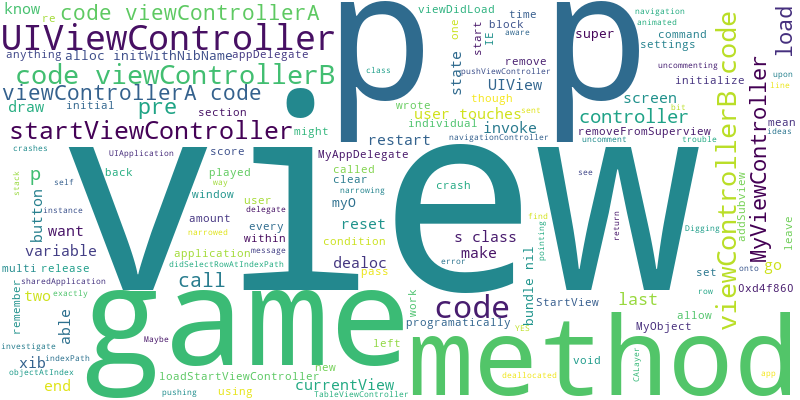 know
re
code viewControllerA
UIViewController
anything
alloc initWithNibName
appDelegate
code viewControllerB
viewControllerA code
draw
initial
pre
section
startViewController
might
p p
viewDidLoad
state
one
start
IE
time
block
aware
navigation
animated
super
command
settings
uncommenting
load
pushViewController
remove
class
UIView
initialize
upon
line
wrote
though
user touches
sent
screen
bit
individual
invoke
controller
mean
ideas
restart
navigationController
removeFromSuperview
uncomment
trouble
viewControllerB code
MyViewController
crashes
UIApplication
score
MyAppDelegate
view
stack
p
self
back
played
way
called
clear
narrowing
crash
see
button
instance
window
user
delegate
myO
addSubview
leave
want
amount
every
within
reset
find
return
Digging
variable
narrowed
message
condition
s class
make
pointing
application
error
multi release
didSelectRowAtIndexPath
dealloc
pass
bundle nil
set
go
onto
sharedApplication
call
row
0xd4f860
remember
two
exactly
able
game
code
last
StartView
allow
work
programatically
YES
MyObject
method
investigate
Maybe
left
xib
indexPath
new
void
CALayer
objectAtIndex
loadStartViewController
deallocated
app
end
currentView
pushing
using
TableViewController